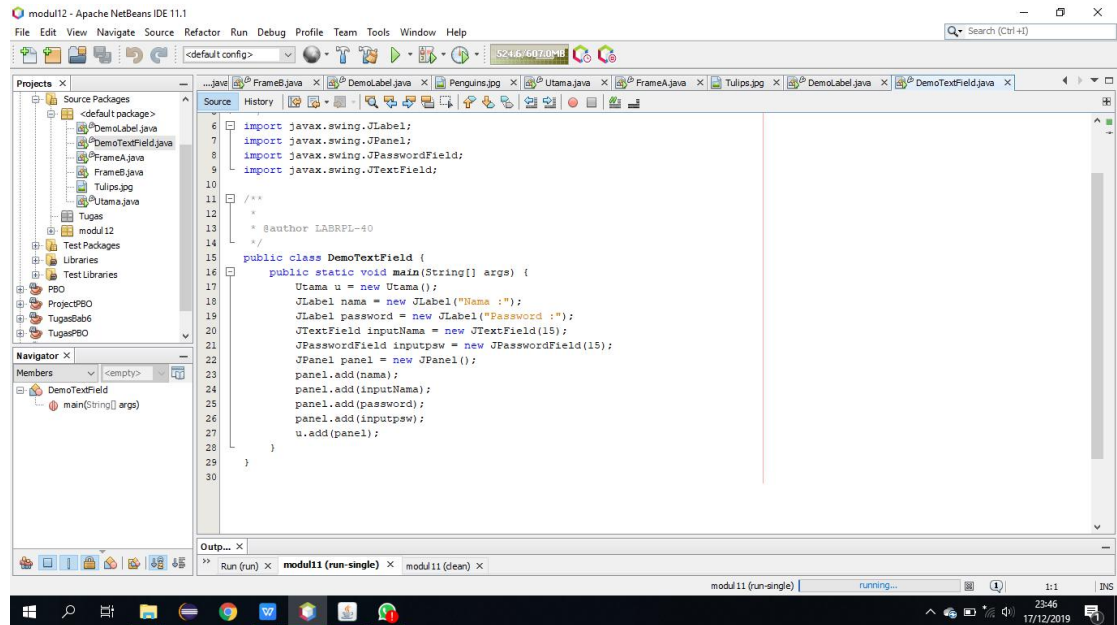 modul12 - Apache NetBeans IDE 11.1
File Edit View Navigate Source Refactor Run Debug Profile Team Tools Window Help
Search (Ctrl+I)
<default config>
524.6/607.0MB
Projects
...java FrameB.java DemoLabel.java Penguins.jpg Utama.java FrameA.java Tulips.jpg DemoLabel.java DemoTextField.java
Source History
Source Packages
<default package>
DemoLabel.java
DemoTextField.java
FrameA.java
FrameB.java
Tulips.jpg
Utama.java
Tugas
modul12
Test Packages
Libraries
Test Libraries
PBO
ProjectPBO
TugasBab6
TugasPBO
Navigator
Members <empty>
DemoTextField
main(String[] args)
6 import javax.swing.JLabel;
7 import javax.swing.JPanel;
8 import javax.swing.JPasswordField;
9 import javax.swing.JTextField;
10
11 /**
12 *
13 * @author LABRPL-40
14 */
15 public class DemoTextField {
16 public static void main(String[] args) {
17 Utama u = new Utama();
18 JLabel nama = new JLabel("Nama :");
19 JLabel password = new JLabel("Password :");
20 JTextField inputNama = new JTextField(15);
21 JPasswordField inputpsw = new JPasswordField(15);
22 JPanel panel = new JPanel();
23 panel.add(nama);
24 panel.add(inputNama);
25 panel.add(password);
26 panel.add(inputpsw);
27 u.add(panel);
28 }
29 }
30
Outp...
Run (run) modul11 (run-single) modul11 (clean)
modul11 (run-single) running... 1 1:1 INS
23:46
17/12/2019